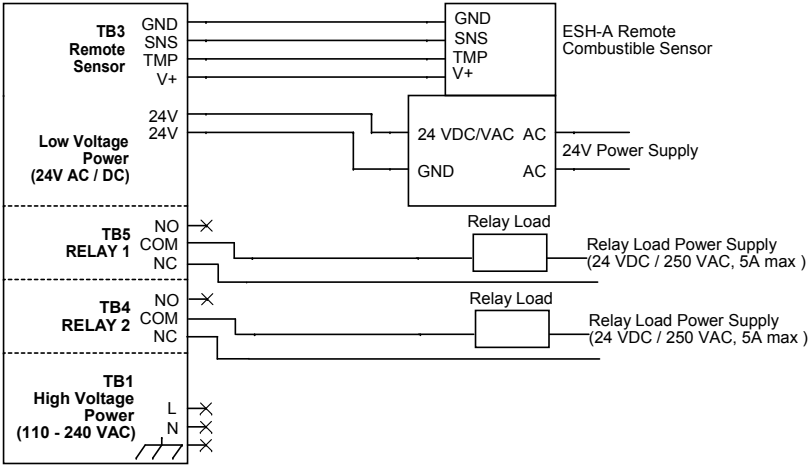 TB3
Remote
Sensor
GND
SNS
TMP
V+
GND
SNS
TMP
V+
ESH-A Remote
Combustible Sensor
Low Voltage
Power
(24V AC / DC)
24V
24V
24 VDC/VAC AC
GND AC
24V Power Supply
TB5
RELAY 1
NO
COM
NC
Relay Load
Relay Load Power Supply
(24 VDC / 250 VAC, 5A max )
TB4
RELAY 2
NO
COM
NC
Relay Load
Relay Load Power Supply
(24 VDC / 250 VAC, 5A max )
TB1
High Voltage
Power
(110 - 240 VAC)
L
N